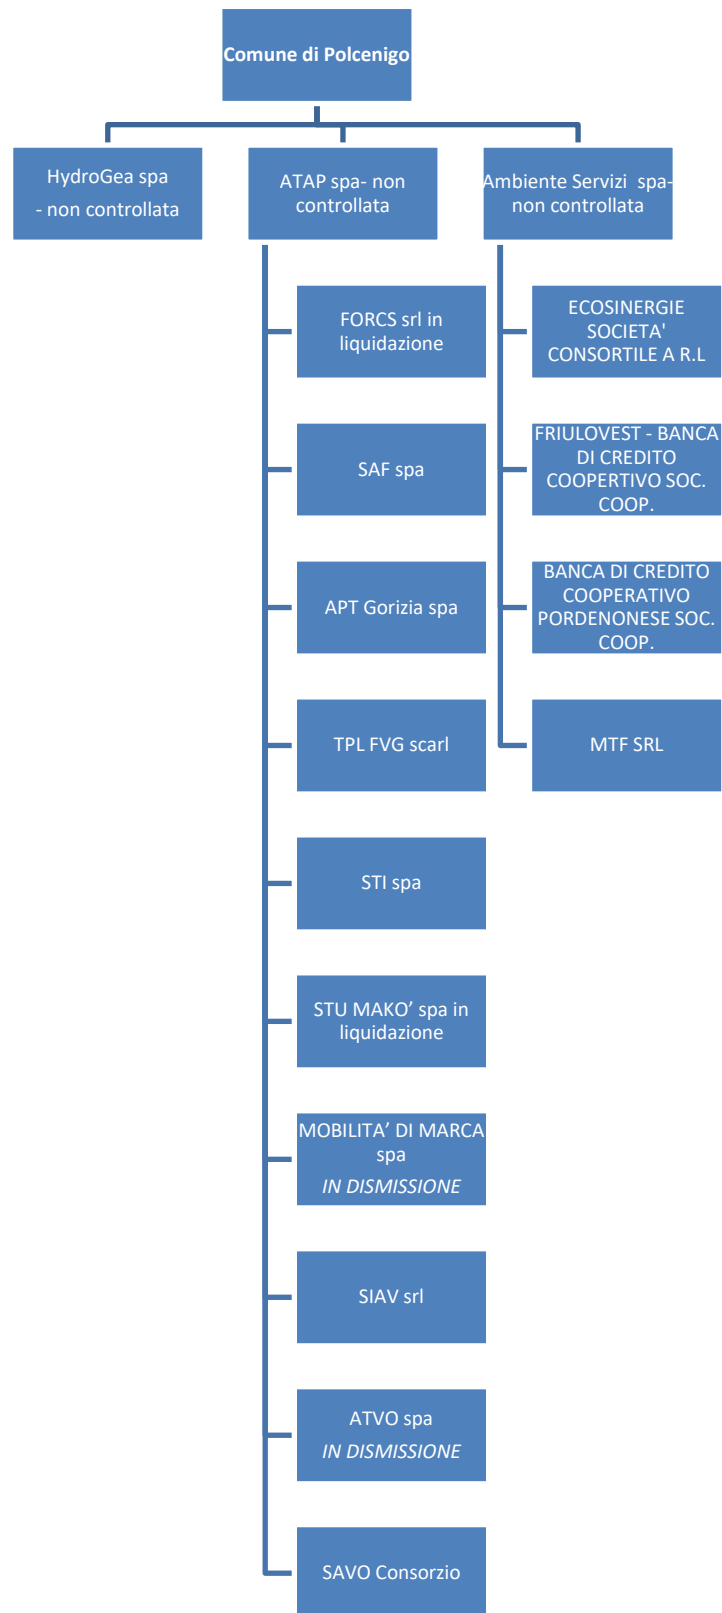 Comune di Polcenigo
HydroGea spa
- non controllata
ATAP spa- non
controllata
Ambiente Servizi spa-
non controllata
FORCS srl in
liquidazione
SAF spa
APT Gorizia spa
TPL FVG scarl
STI spa
STU MAKO’ spa in
liquidazione
MOBILITA’ DI MARCA
spa
IN DISMISSIONE
SIAV srl
ATVO spa
IN DISMISSIONE
SAVO Consorzio
ECOSINERGIE
SOCIETA'
CONSORTILE A R.L
FRIULOVEST - BANCA
DI CREDITO
COOPERTIVO SOC.
COOP.
BANCA DI CREDITO
COOPERATIVO
PORDENONESE SOC.
COOP.
MTF SRL